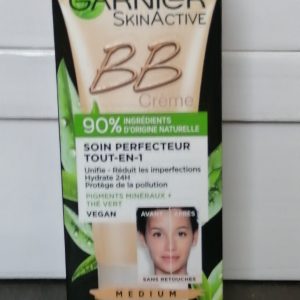 GARNIER
SKINACTIVE
BB
Crème
90% INGRÉDIENTS
D'ORIGINE NATURELLE
SOIN PERFECTEUR
TOUT-EN-1
Unifie - Réduit les imperfections
Hydrate 24H
Protège de la pollution
PIGMENTS MINÉRAUX +
THÉ VERT
VEGAN
AVANT APRÈS
SANS RETOUCHES
MEDIUM